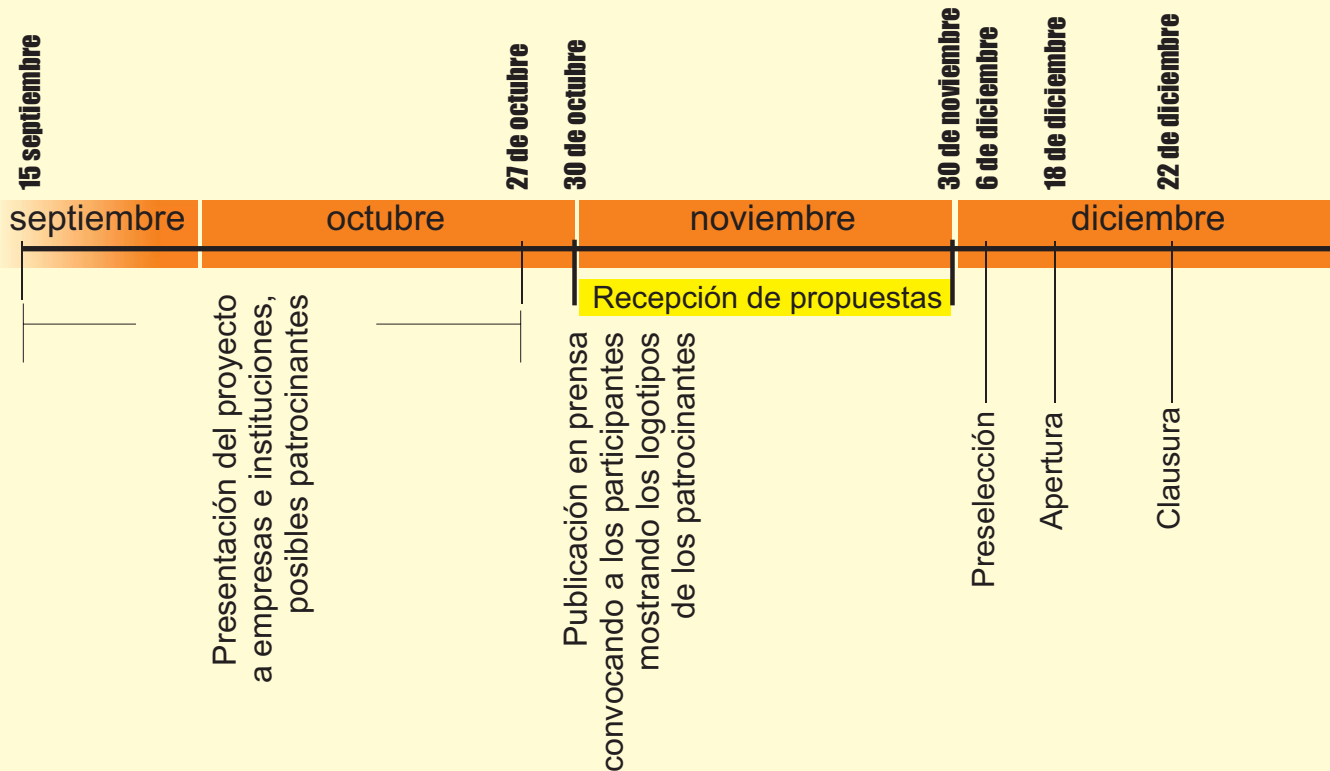 15 septiembre
27 de octubre
30 de octubre
30 de noviembre
6 de diciembre
18 de diciembre
22 de diciembre
septiembre
octubre
noviembre
diciembre
Recepción de propuestas
Presentación del proyecto
a empresas e instituciones,
posibles patrocinantes
Publicación en prensa
convocando a los participantes
mostrando los logotipos
de los patrocinantes
Preselección
Apertura
Clausura